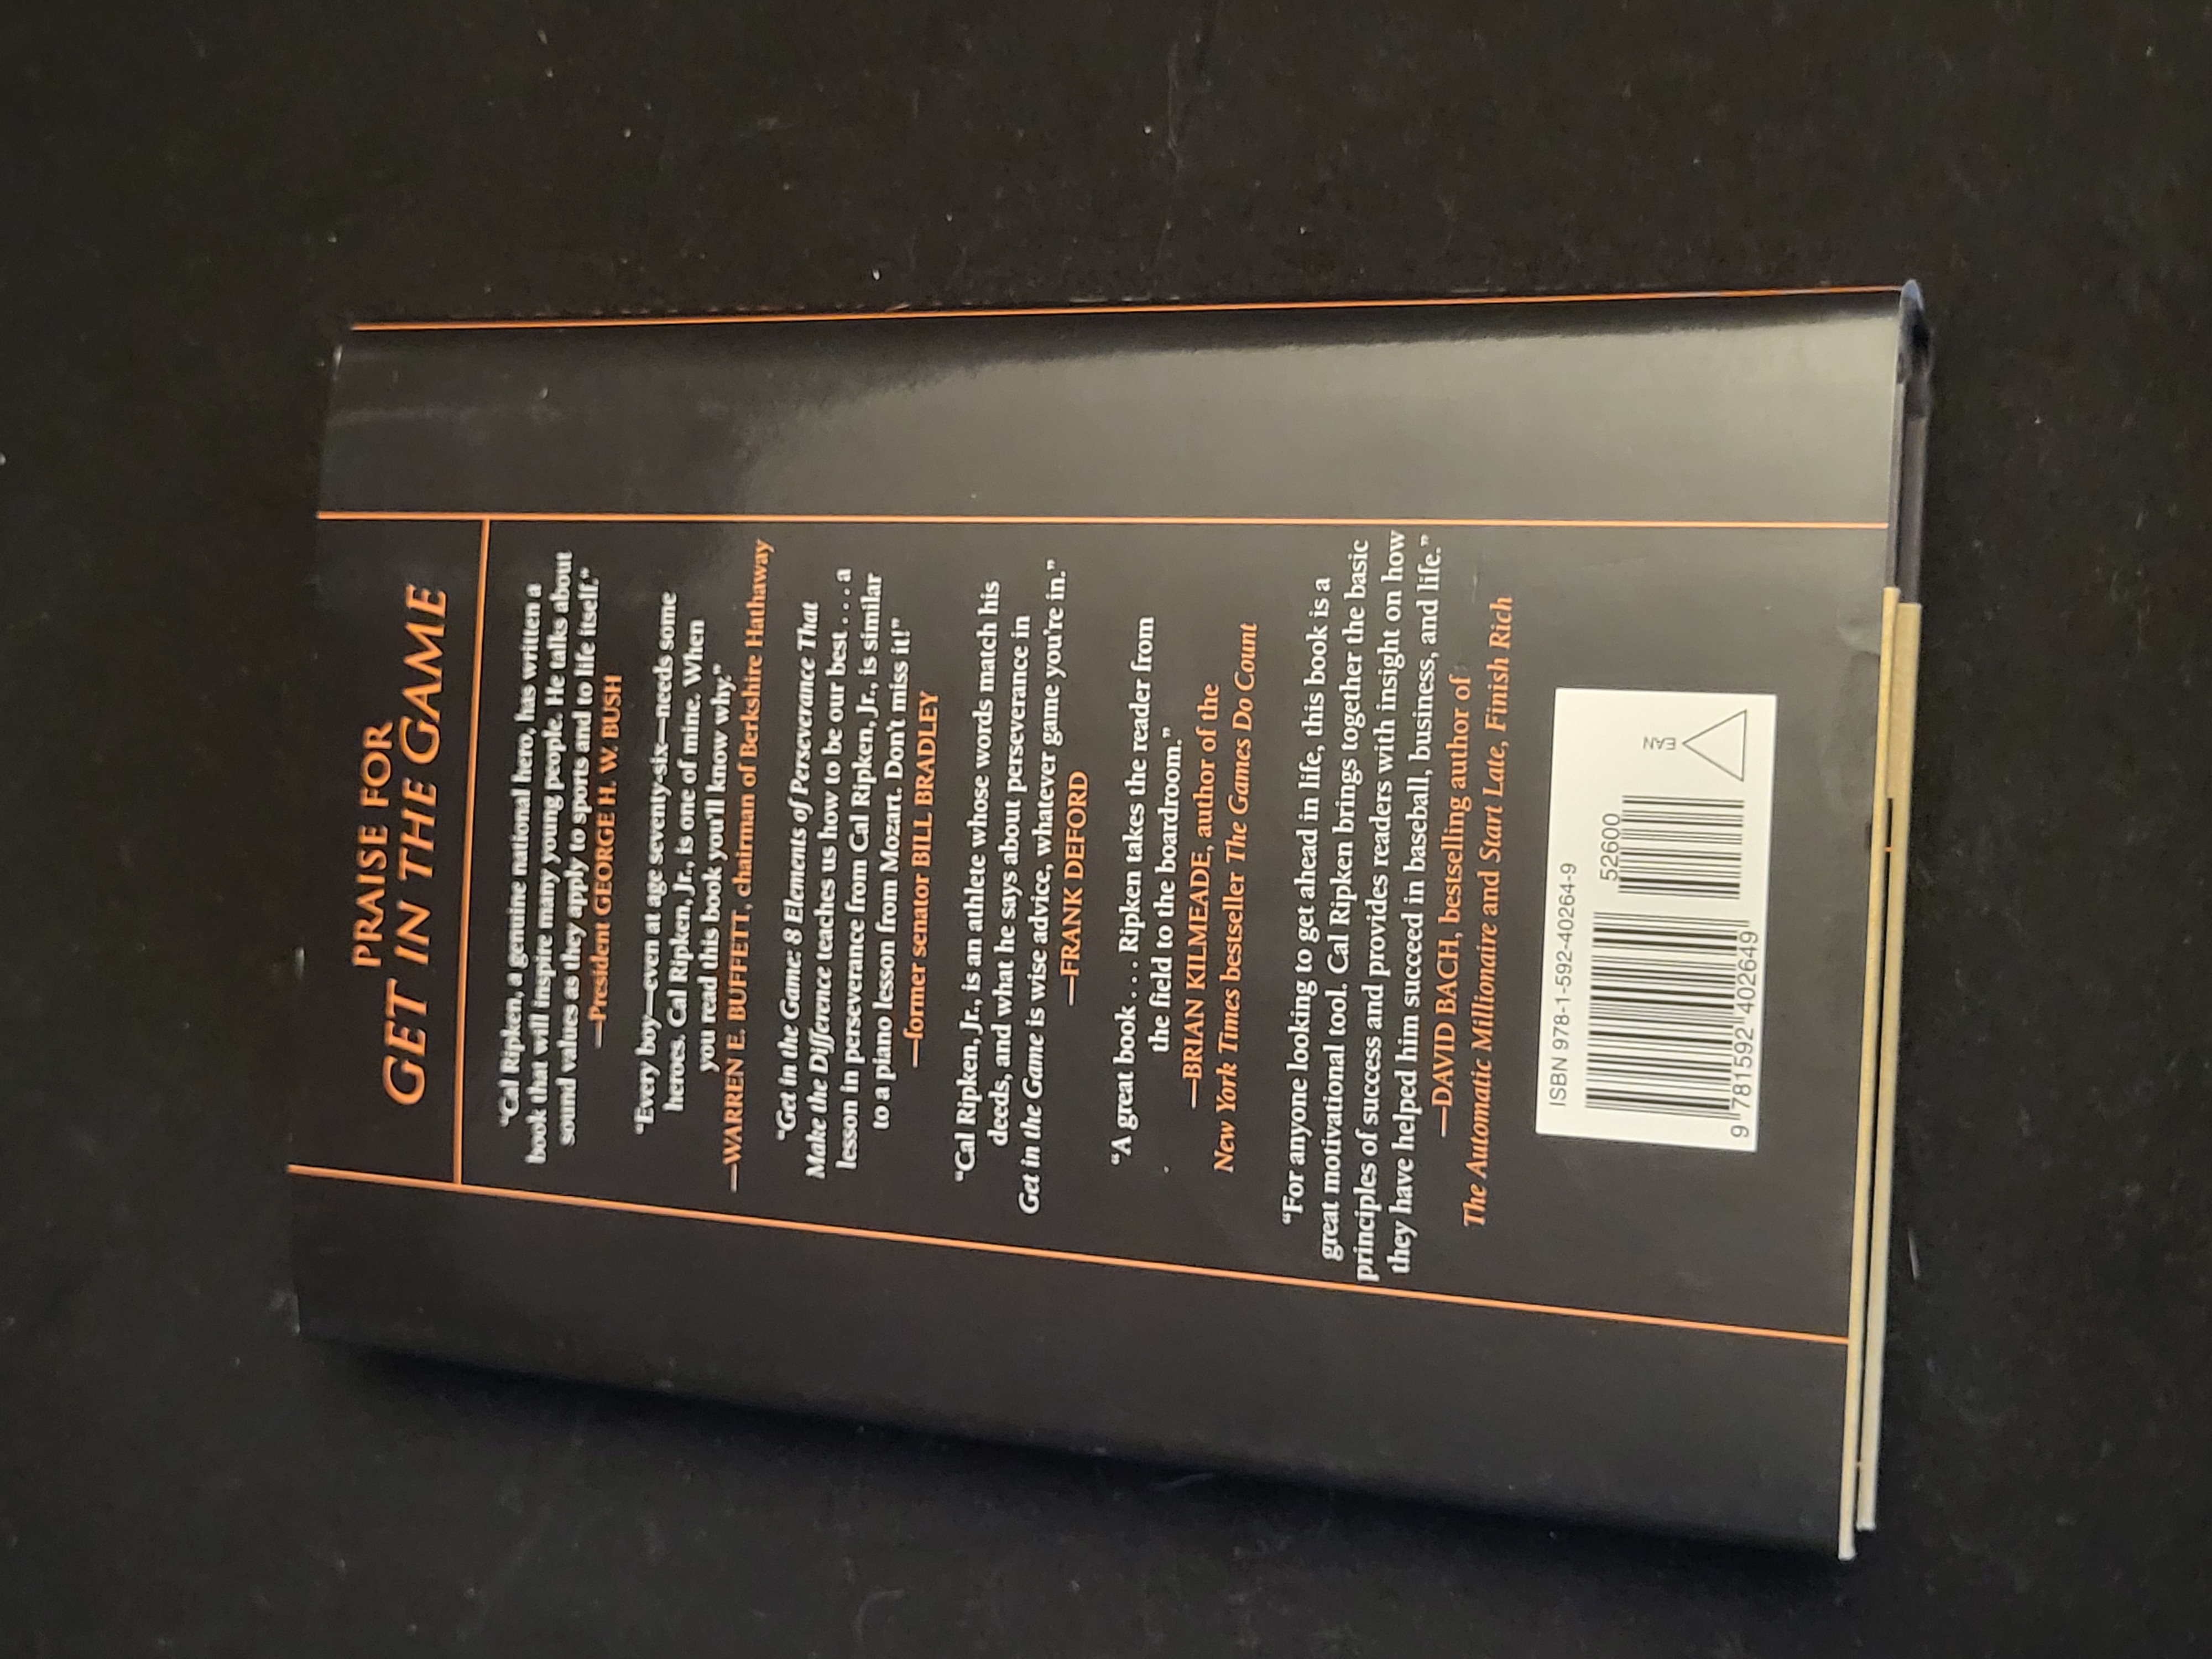 PRAISE FOR
GET IN THE GAME
“Cal Ripken, a genuine national hero, has written a
book that will inspire many young people. He talks about
sound values as they apply to sports and to life itself.”
—President GEORGE H. W. BUSH
“Every boy—even at age seventy-six—needs some
heroes. Cal Ripken, Jr., is one of mine. When
you read this book you'll know why.”
—WARREN E. BUFFETT, chairman of Berkshire Hathaway
“Get in the Game: 8 Elements of Perseverance That
Make the Difference teaches us how to be our best . . . a
lesson in perseverance from Cal Ripken, Jr., is similar
to a piano lesson from Mozart. Don't miss it!”
—former senator BILL BRADLEY
“Cal Ripken, Jr., is an athlete whose words match his
deeds, and what he says about perseverance in
Get in the Game is wise advice, whatever game you're in.”
—FRANK DEFORD
“A great book . . . Ripken takes the reader from
the field to the boardroom.”
—BRIAN KILMEADE, author of the
New York Times bestseller The Games Do Count
“For anyone looking to get ahead in life, this book is a
great motivational tool. Cal Ripken brings together the basic
principles of success and provides readers with insight on how
they have helped him succeed in baseball, business, and life.”
—DAVID BACH, bestselling author of
The Automatic Millionaire and Start Late, Finish Rich
ISBN 978-1-592-40264-9
52600
EAN
9 781592 402649